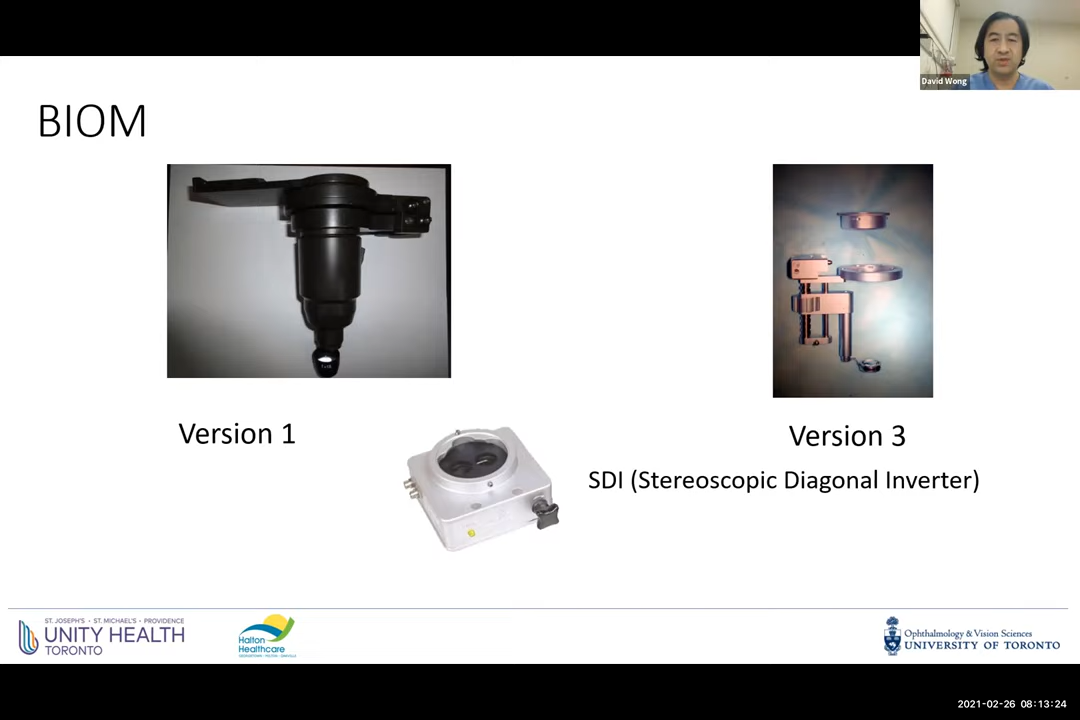 David Wong
BIOM
Version 1
Version 3
SDI (Stereoscopic Diagonal Inverter)
ST. JOSEPH'S • ST. MICHAEL'S • PROVIDENCE
UNITY HEALTH
TORONTO
Halton
Healthcare
Ophthalmology & Vision Sciences
UNIVERSITY OF TORONTO
2021-02-26 08:13:24